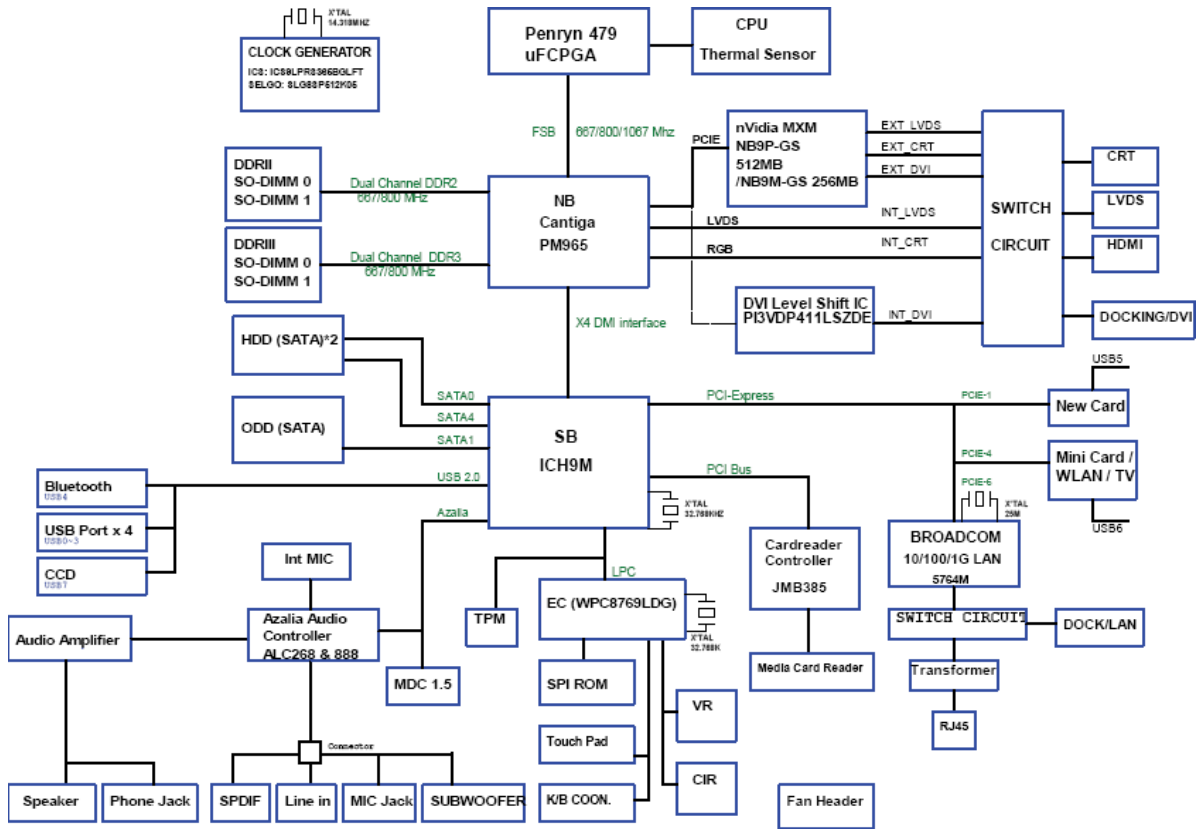 X'TAL
14.318MHZ
CLOCK GENERATOR
ICS: ICS9LPRS365BGLFT
SELGO: SLG8SP512K05
Penryn 479
uFCPGA
CPU
Thermal Sensor
FSB
667/800/1067 Mhz
DDRII
SO-DIMM 0
SO-DIMM 1
Dual Channel DDR2
667/800 MHz
DDRIII
SO-DIMM 0
SO-DIMM 1
Dual Channel DDR3
667/800 MHz
NB
Cantiga
PM965
PCIE
LVDS
RGB
nVidia MXM
NB9P-GS
512MB
/NB9M-GS 256MB
EXT_LVDS
EXT_CRT
EXT_DVI
INT_LVDS
INT_CRT
DVI Level Shift IC
PI3VDP411LSZDE
INT_DVI
SWITCH
CIRCUIT
CRT
LVDS
HDMI
DOCKING/DVI
X4 DMI interface
HDD (SATA)*2
ODD (SATA)
SATA0
SATA4
SATA1
USB 2.0
Azalia
SB
ICH9M
PCI-Express
PCI Bus
X'TAL
32.768KHZ
PCIE-1
USB5
New Card
PCIE-4
Mini Card /
WLAN / TV
USB6
PCIE-6
X'TAL
25M
BROADCOM
10/100/1G LAN
5764M
SWITCH CIRCUIT
DOCK/LAN
Transformer
RJ45
Bluetooth
USB4
USB Port x 4
USB0~3
CCD
USB7
Int MIC
Audio Amplifier
Azalia Audio
Controller
ALC268 & 888
MDC 1.5
TPM
LPC
EC (WPC8769LDG)
X'TAL
32.768K
Cardreader
Controller
JMB385
Media Card Reader
SPI ROM
Touch Pad
K/B COON.
VR
CIR
Connector
Speaker
Phone Jack
SPDIF
Line in
MIC Jack
SUBWOOFER
Fan Header